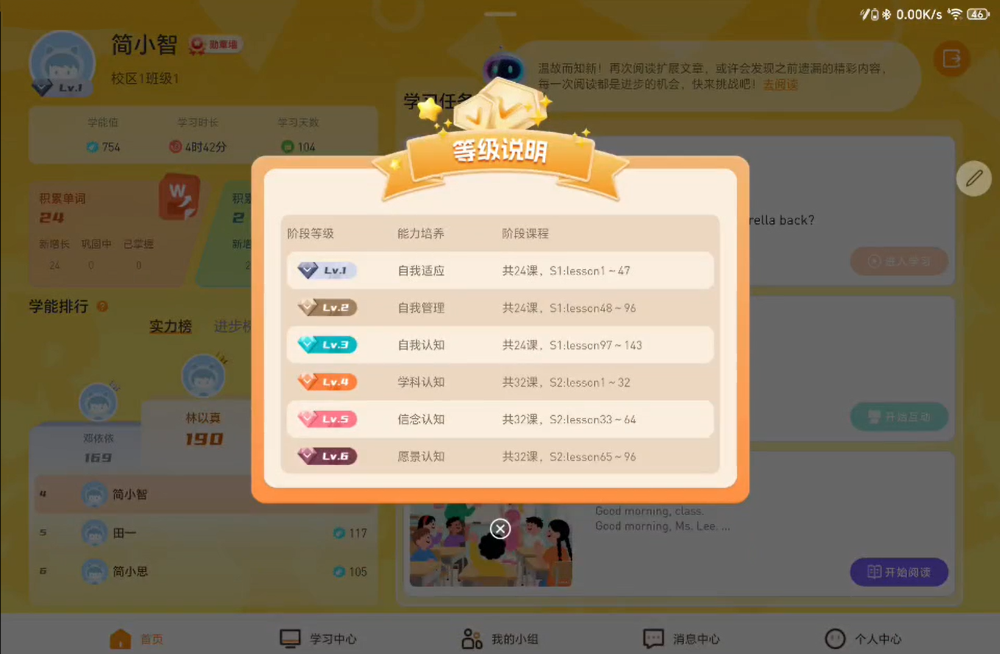 0.00K/s 46
简小智 勋章墙
Lv.1
校区1班级1
温故而知新！再次阅读扩展文章，或许会发现之前遗漏的精彩内容，
每一次阅读都是进步的机会，快来挑战吧！去阅读
学习任务
学能值 学习时长 学习天数
754 4时42分 104
积累单词
24
W
新增长 巩固中 已掌握
24 0 0
积累
2
新增
2
学能排行 ?
实力榜 进步榜
林以真
190
邓依依
169
4 简小智
5 田一 117
6 简小思 105
等级说明
阶段等级 能力培养 阶段课程
Lv.1 自我适应 共24课，S1:lesson1~47
Lv.2 自我管理 共24课，S1:lesson48~96
Lv.3 自我认知 共24课，S1:lesson97~143
Lv.4 学科认知 共32课，S2:lesson1~32
Lv.5 信念认知 共32课，S2:lesson33~64
Lv.6 愿景认知 共32课，S2:lesson65~96
rella back?
进入学习
开始互动
Good morning, class.
Good morning, Ms. Lee. ...
开始阅读
首页 学习中心 我的小组 消息中心 个人中心